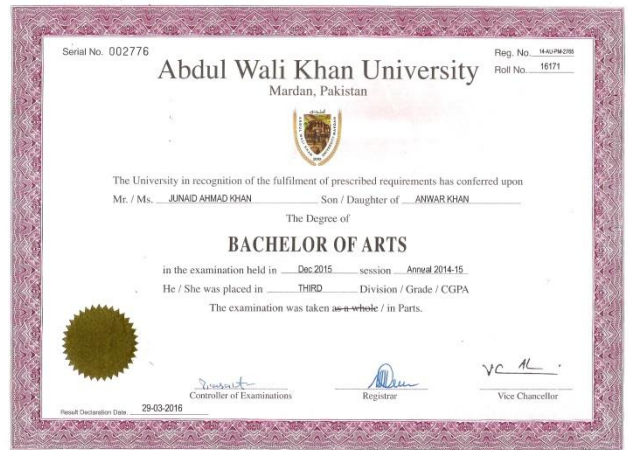 Serial No. 002776
Reg. No. 14-AU-PM-2765
Roll No. 16171
Abdul Wali Khan University
Mardan, Pakistan
The University in recognition of the fulfilment of prescribed requirements has conferred upon
Mr. / Ms. JUNAID AHMAD KHAN Son / Daughter of ANWAR KHAN
The Degree of
BACHELOR OF ARTS
in the examination held in Dec 2015 session Annual 2014-15
He / She was placed in THIRD Division / Grade / CGPA
The examination was taken as a whole / in Parts.
Controller of Examinations
Registrar
Vice Chancellor
Result Declaration Date. 29-03-2016